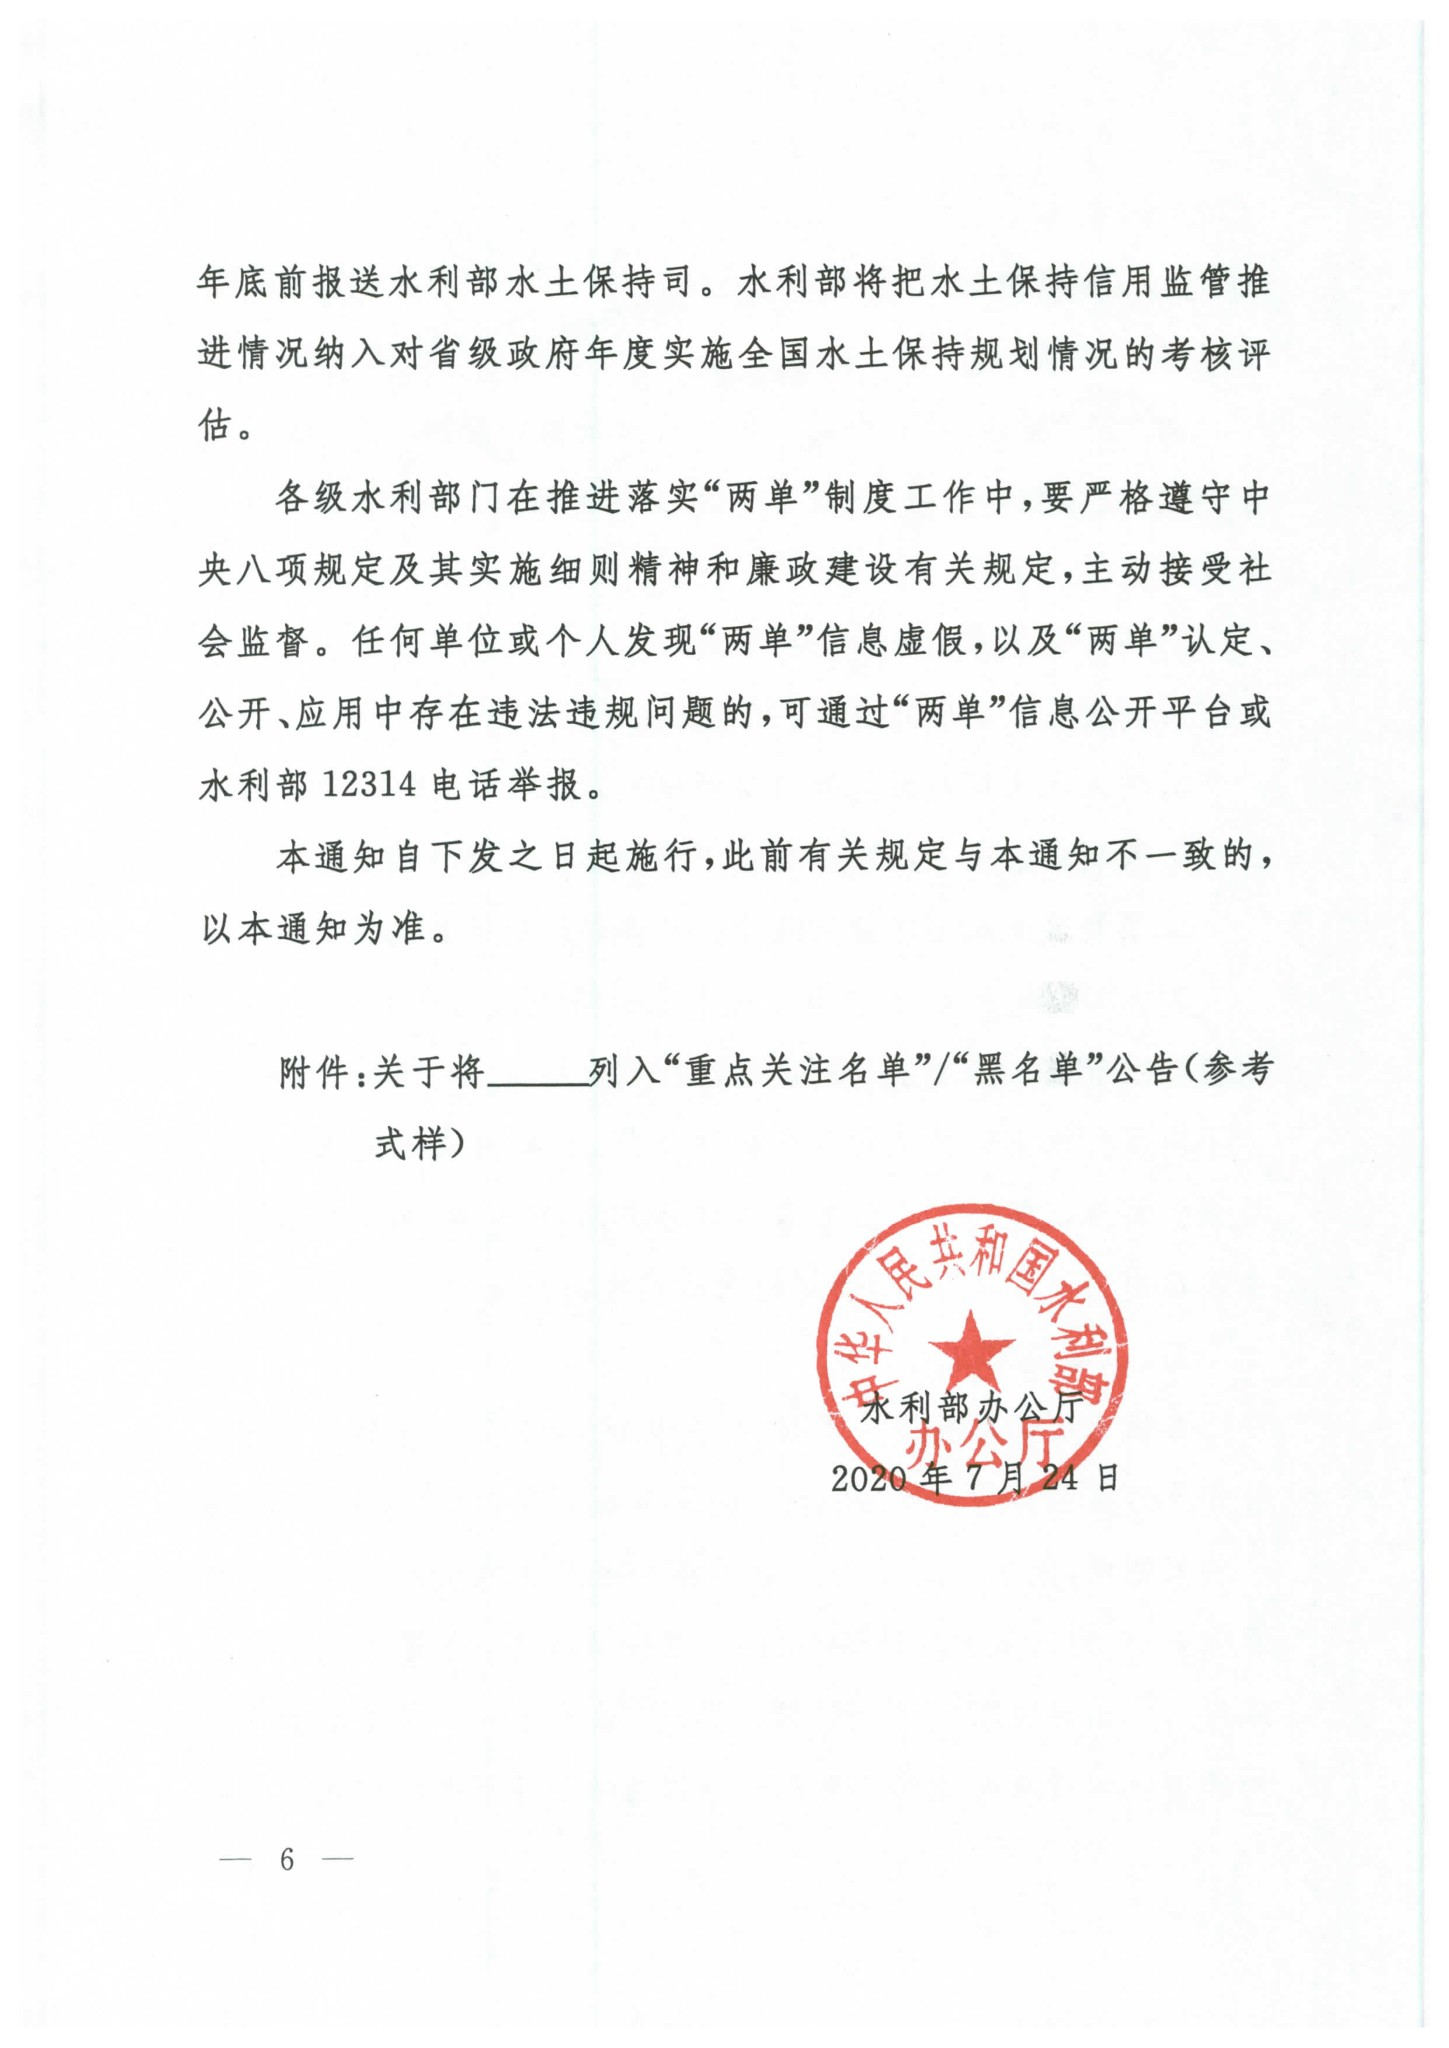 年底前报送水利部水土保持司。水利部将把水土保持信用监管推
进情况纳入对省级政府年度实施全国水土保持规划情况的考核评
估。
各级水利部门在推进落实“两单”制度工作中,要严格遵守中
央八项规定及其实施细则精神和廉政建设有关规定,主动接受社
会监督。任何单位或个人发现“两单”信息虚假,以及“两单”认定、
公开、应用中存在违法违规问题的,可通过“两单”信息公开平台或
水利部 12314 电话举报。
本通知自下发之日起施行,此前有关规定与本通知不一致的,
以本通知为准。
附件:关于将_____列入“重点关注名单”/“黑名单”公告(参考
式样)
中华人民共和国水利部
水利部办公厅
办公厅
2020 年 7 月 24 日
— 6 —